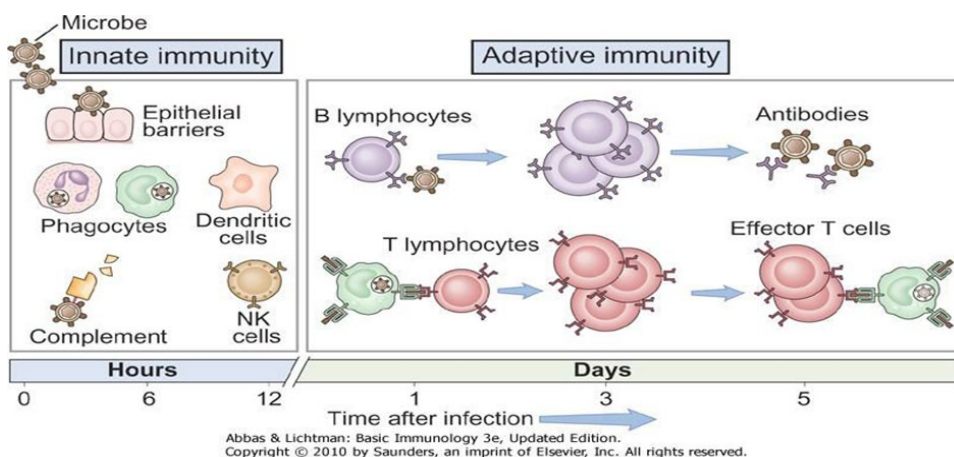 Microbe
Innate immunity
Adaptive immunity
Epithelial
barriers
Phagocytes
Dendritic
cells
Complement
NK
cells
B lymphocytes
Antibodies
T lymphocytes
Effector T cells
Hours
Days
0
6
12
1
3
5
Time after infection
Abbas & Lichtman: Basic Immunology 3e, Updated Edition.
Copyright © 2010 by Saunders, an imprint of Elsevier, Inc. All rights reserved.